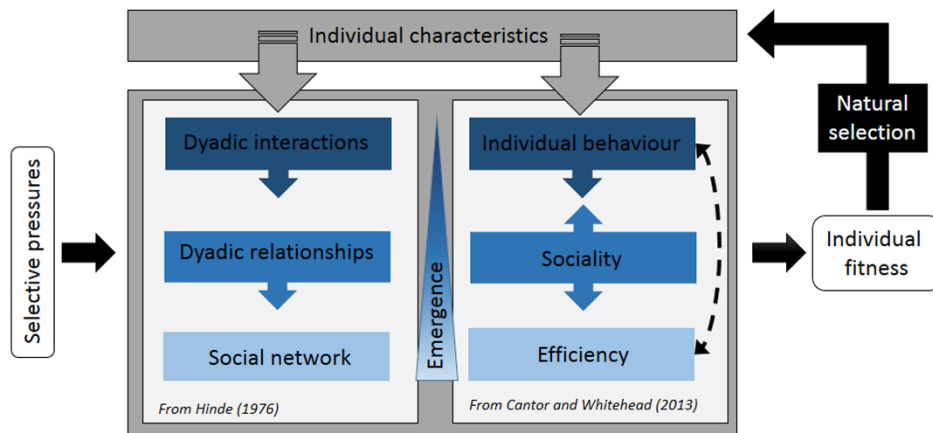 Individual characteristics
Selective pressures
Dyadic interactions
Dyadic relationships
Social network
From Hinde (1976)
Emergence
Individual behaviour
Sociality
Efficiency
From Cantor and Whitehead (2013)
Natural
selection
Individual
fitness